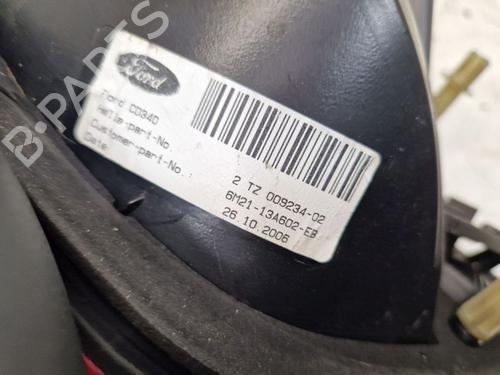 Ford
Ford CD340
Hella-part-No.
Customer-part-No.:
Date:
2 TZ 009234-02
6M21-13A602-EB
26.10.2006
B-PARTS